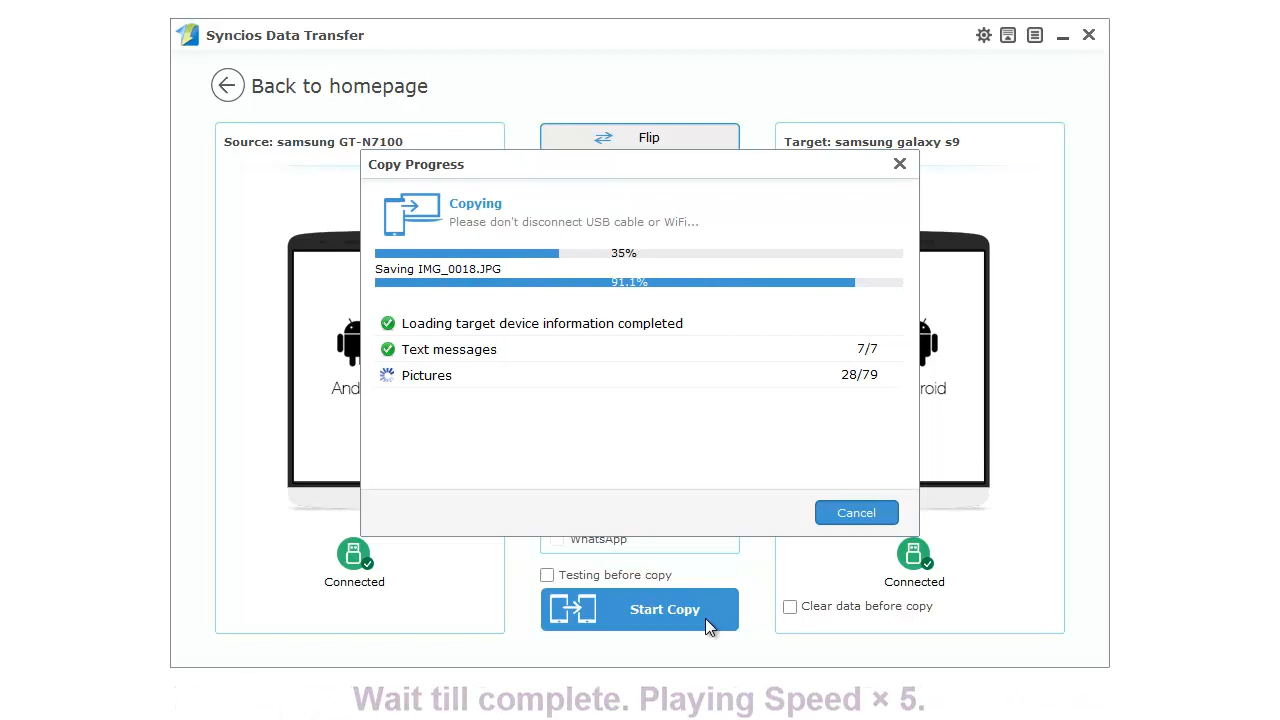 Syncios Data Transfer
Back to homepage
Source: samsung GT-N7100
Flip
Target: samsung galaxy s9
Copy Progress
Copying
Please don't disconnect USB cable or WiFi...
35%
Saving IMG_0018.JPG
91.1%
Loading target device information completed
Text messages 7/7
Pictures 28/79
And
roid
Cancel
WhatsApp
Connected
Connected
Testing before copy
Start Copy
Clear data before copy
Wait till complete. Playing Speed × 5.